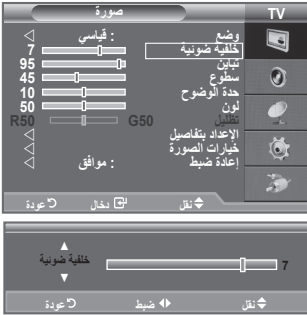 TV صورة
وضع : قياسي
خلفية ضوئية 7
تباين 95
سطوع 45
حدة الوضوح 10
لون 50
تظليل G50 R50
الإعداد بتفاصيل
خيارات الصورة
إعادة ضبط : موافق
نقل دخال عودة
خلفية ضوئية 7
نقل ضبط عودة